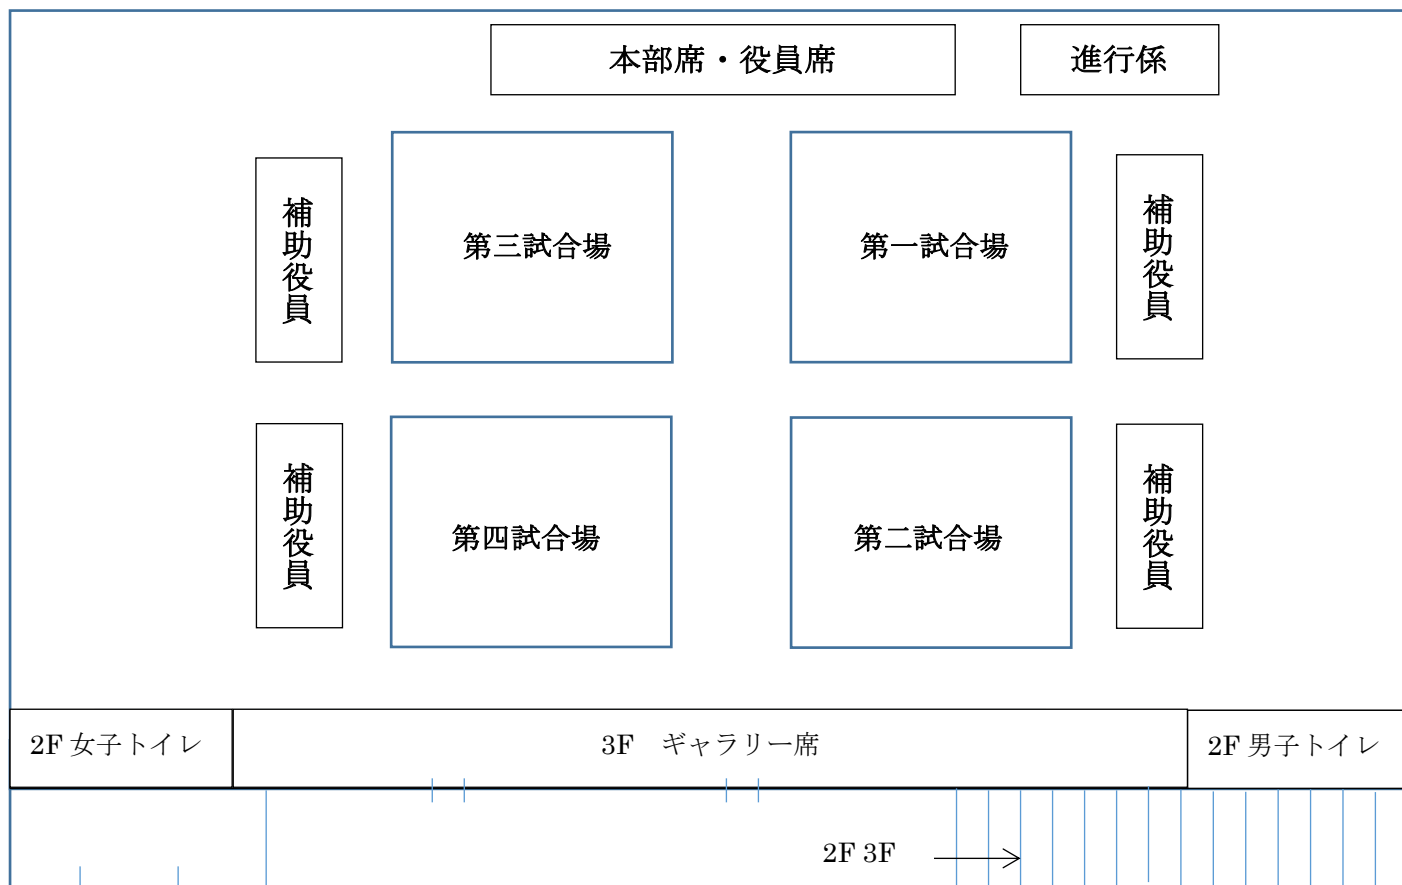 本部席・役員席
進行係
補助役員
第三試合場
第一試合場
補助役員
補助役員
第四試合場
第二試合場
補助役員
2F 女子トイレ
3F　ギャラリー席
2F 男子トイレ
2F 3F